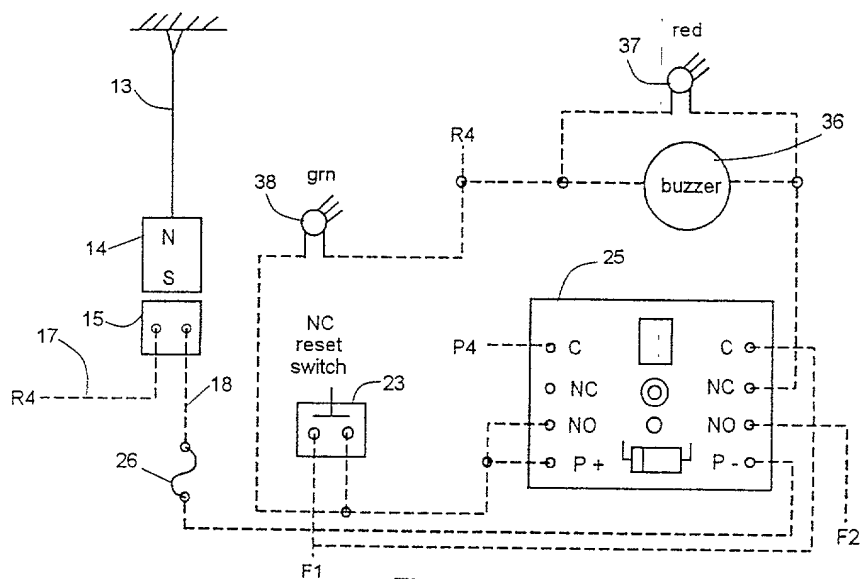 red
37
13
R4
36
grn
38
buzzer
14
N
S
25
15
NC
reset
switch
17
P4
C
C
18
R4
23
NC
NC
NO
NO
26
P+
P-
F1
F2